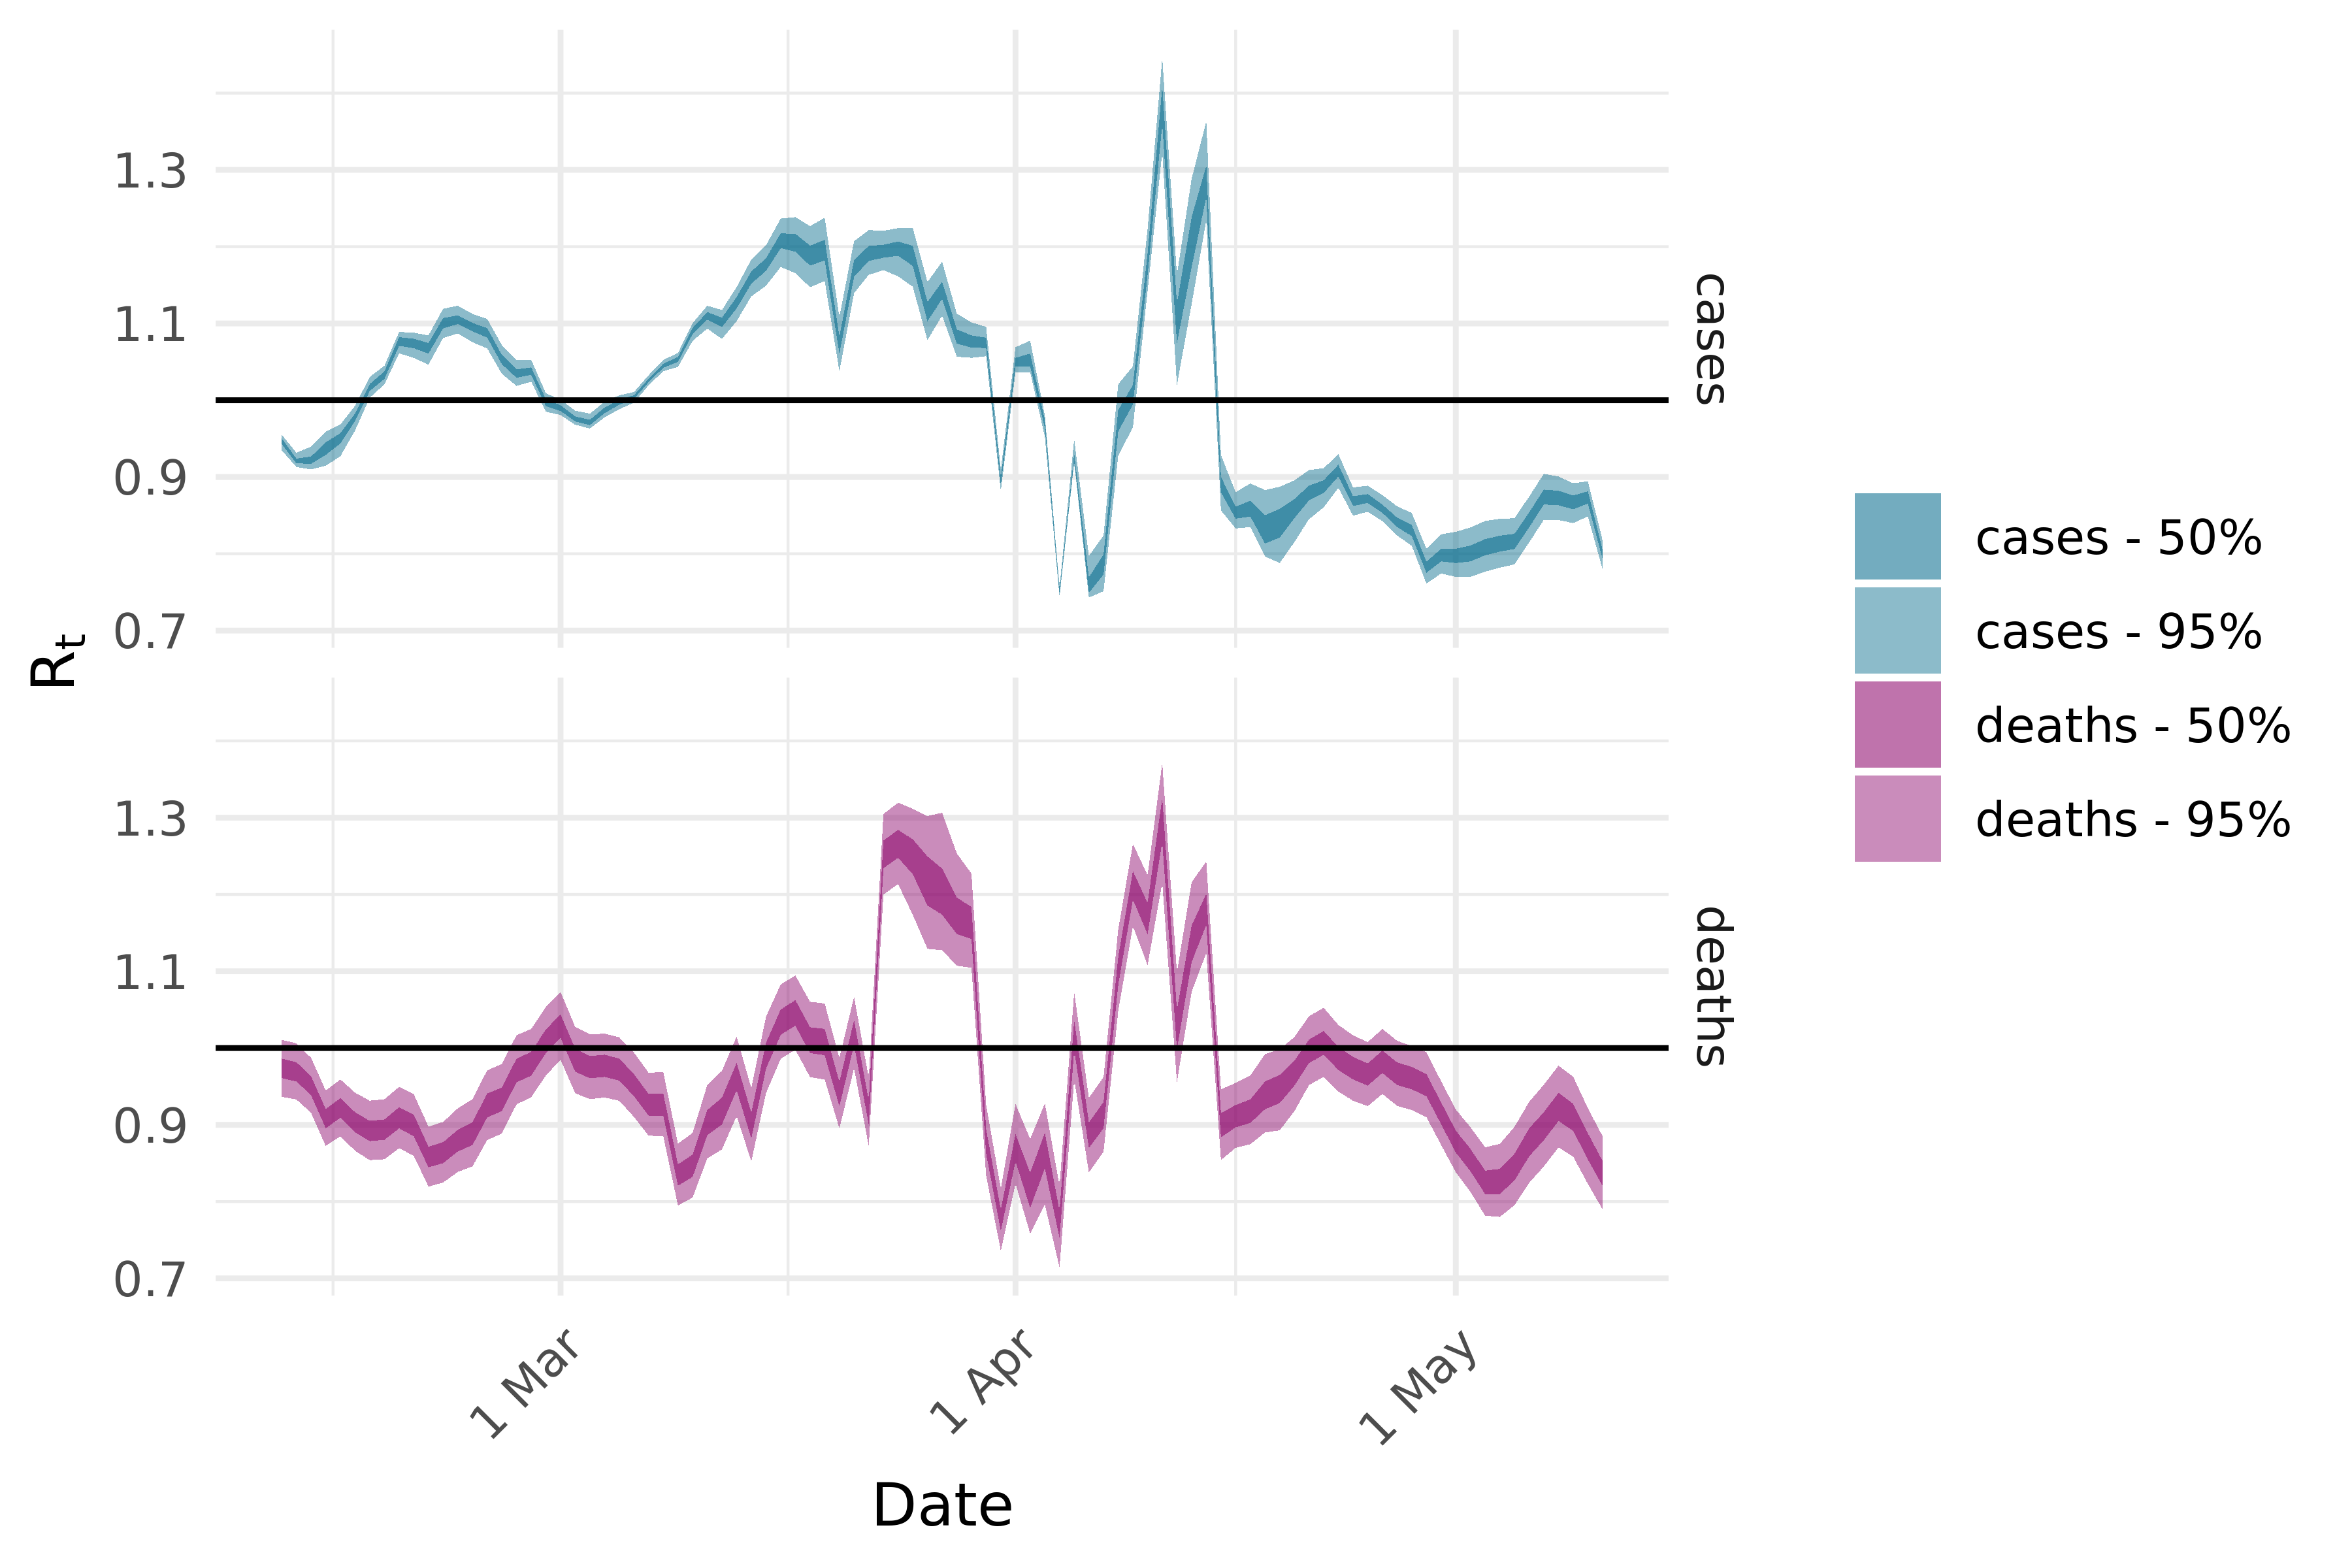 Rt
1.3
1.1
0.9
0.7
cases
1.3
1.1
0.9
0.7
deaths
1 Mar
1 Apr
1 May
Date
cases - 50%
cases - 95%
deaths - 50%
deaths - 95%